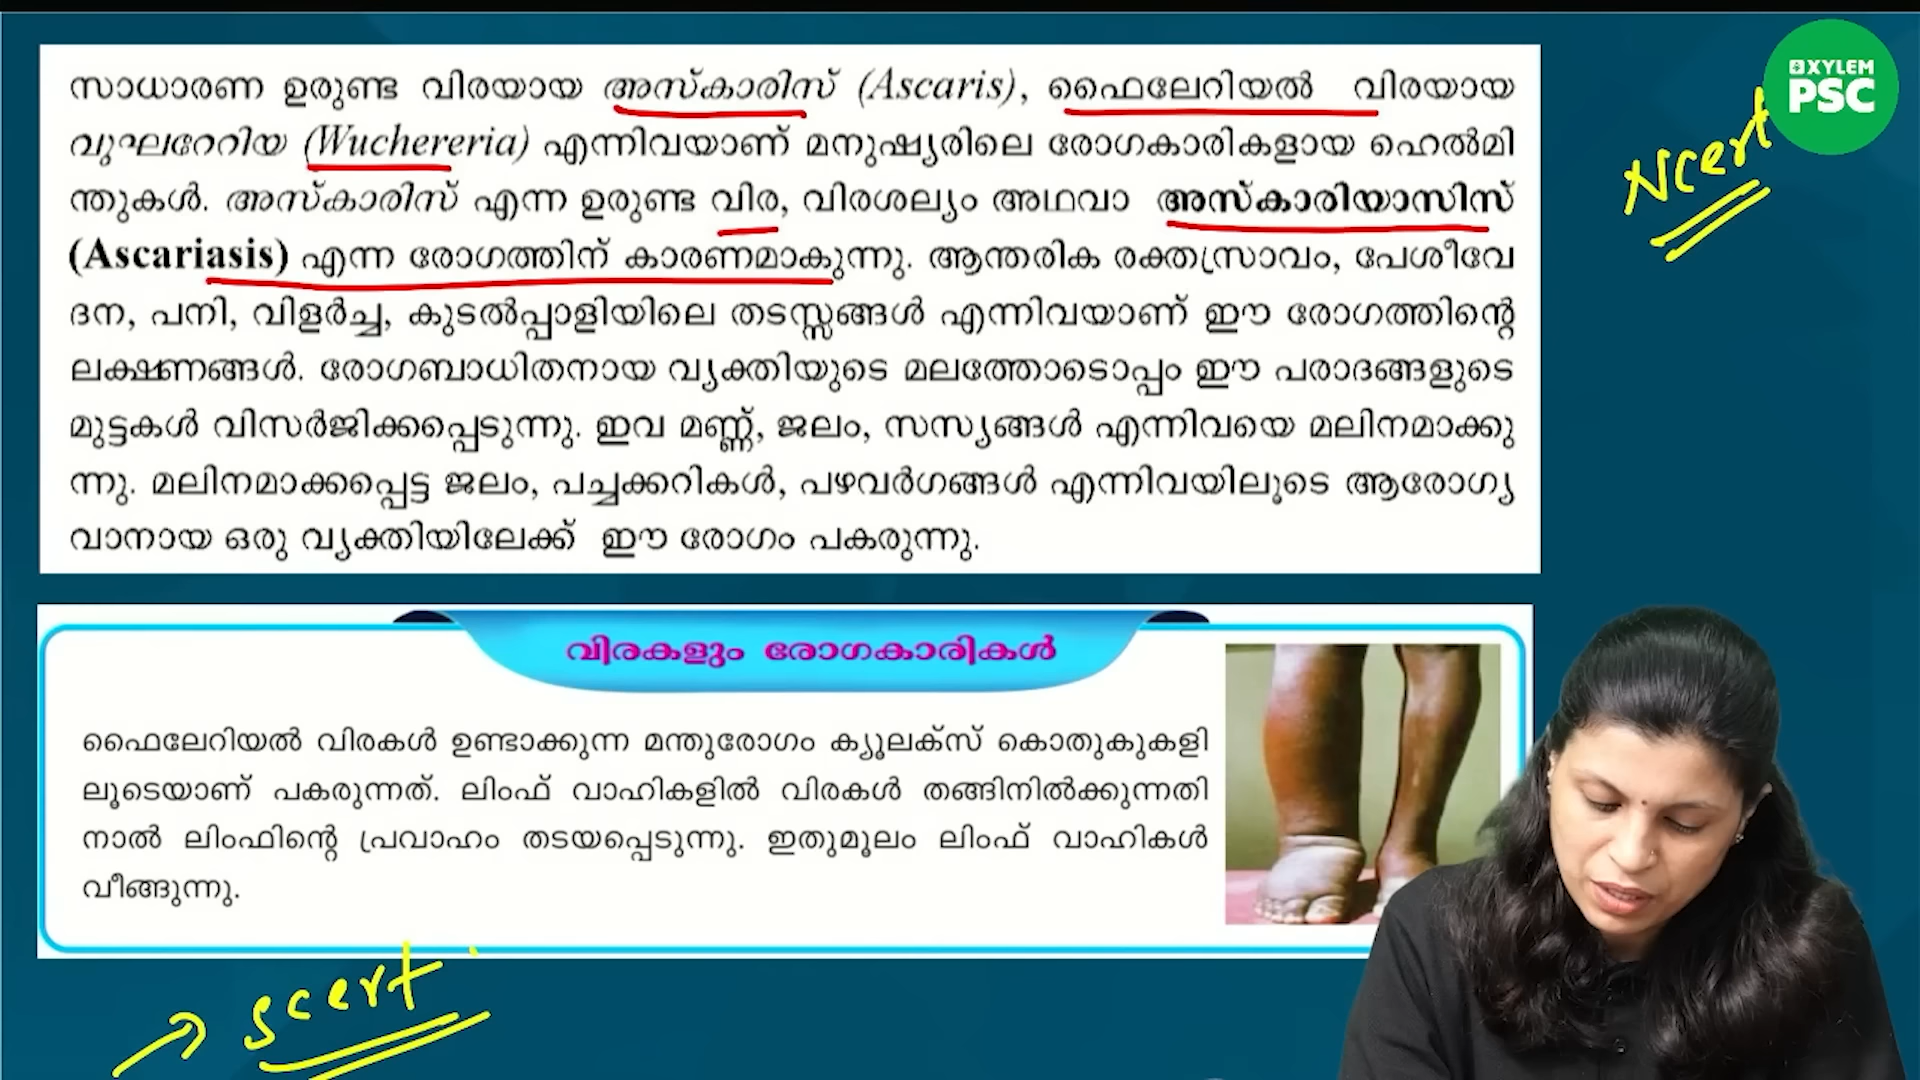 സാധാരണ ഉരുണ്ട വിരയായ അസ്കാരിസ് (Ascaris), ഫൈലേറിയൽ വിരയായ
വുഘറേറിയ (Wuchereria) എന്നിവയാണ് മനുഷ്യരിലെ രോഗകാരികളായ ഹെൽമി
ന്തുകൾ. അസ്കാരിസ് എന്ന ഉരുണ്ട വിര, വിരശല്യം അഥവാ അസ്കാരിയാസിസ്
(Ascariasis) എന്ന രോഗത്തിന് കാരണമാകുന്നു. ആന്തരിക രക്തസ്രാവം, പേശീവേ
ദന, പനി, വിളർച്ച, കുടൽപ്പാളിയിലെ തടസ്സങ്ങൾ എന്നിവയാണ് ഈ രോഗത്തിന്റെ
ലക്ഷണങ്ങൾ. രോഗബാധിതനായ വ്യക്തിയുടെ മലത്തോടൊപ്പം ഈ പരാദങ്ങളുടെ
മുട്ടകൾ വിസർജിക്കപ്പെടുന്നു. ഇവ മണ്ണ്, ജലം, സസ്യങ്ങൾ എന്നിവയെ മലിനമാക്കു
ന്നു. മലിനമാക്കപ്പെട്ട ജലം, പച്ചക്കറികൾ, പഴവർഗങ്ങൾ എന്നിവയിലൂടെ ആരോഗ്യ
വാനായ ഒരു വ്യക്തിയിലേക്ക് ഈ രോഗം പകരുന്നു.
Ncert
XYLEM
PSC
വിരകളും രോഗകാരികൾ
ഫൈലേറിയൽ വിരകൾ ഉണ്ടാക്കുന്ന മന്തുരോഗം ക്യൂലക്സ് കൊതുകുകളി
ലൂടെയാണ് പകരുന്നത്. ലിംഫ് വാഹികളിൽ വിരകൾ തങ്ങിനിൽക്കുന്നതി
നാൽ ലിംഫിന്റെ പ്രവാഹം തടയപ്പെടുന്നു. ഇതുമൂലം ലിംഫ് വാഹികൾ
വീങ്ങുന്നു.
→ Scert